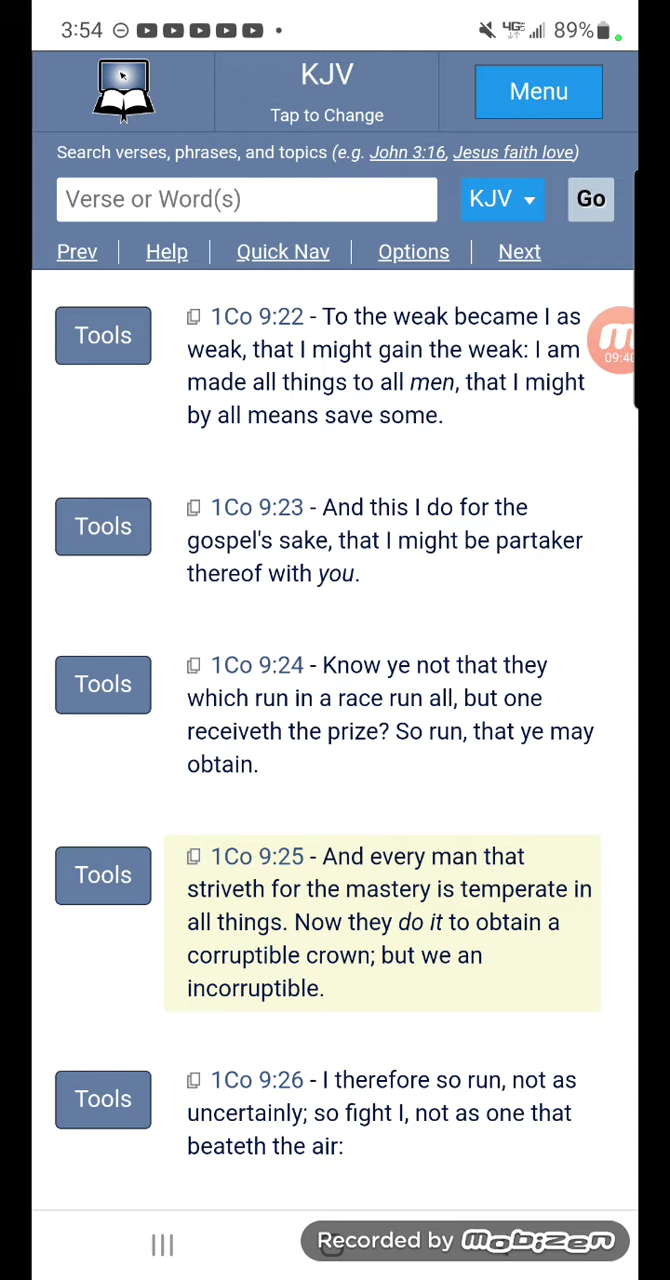 3:54 4G 89%
KJV
Tap to Change
Menu
Search verses, phrases, and topics (e.g. John 3:16, Jesus faith love)
Verse or Word(s) KJV Go
Prev Help Quick Nav Options Next
Tools
1Co 9:22 - To the weak became I as
weak, that I might gain the weak: I am
made all things to all men, that I might
by all means save some.
09:40
Tools
1Co 9:23 - And this I do for the
gospel's sake, that I might be partaker
thereof with you.
Tools
1Co 9:24 - Know ye not that they
which run in a race run all, but one
receiveth the prize? So run, that ye may
obtain.
Tools
1Co 9:25 - And every man that
striveth for the mastery is temperate in
all things. Now they do it to obtain a
corruptible crown; but we an
incorruptible.
Tools
1Co 9:26 - I therefore so run, not as
uncertainly; so fight I, not as one that
beateth the air:
Recorded by mobizen